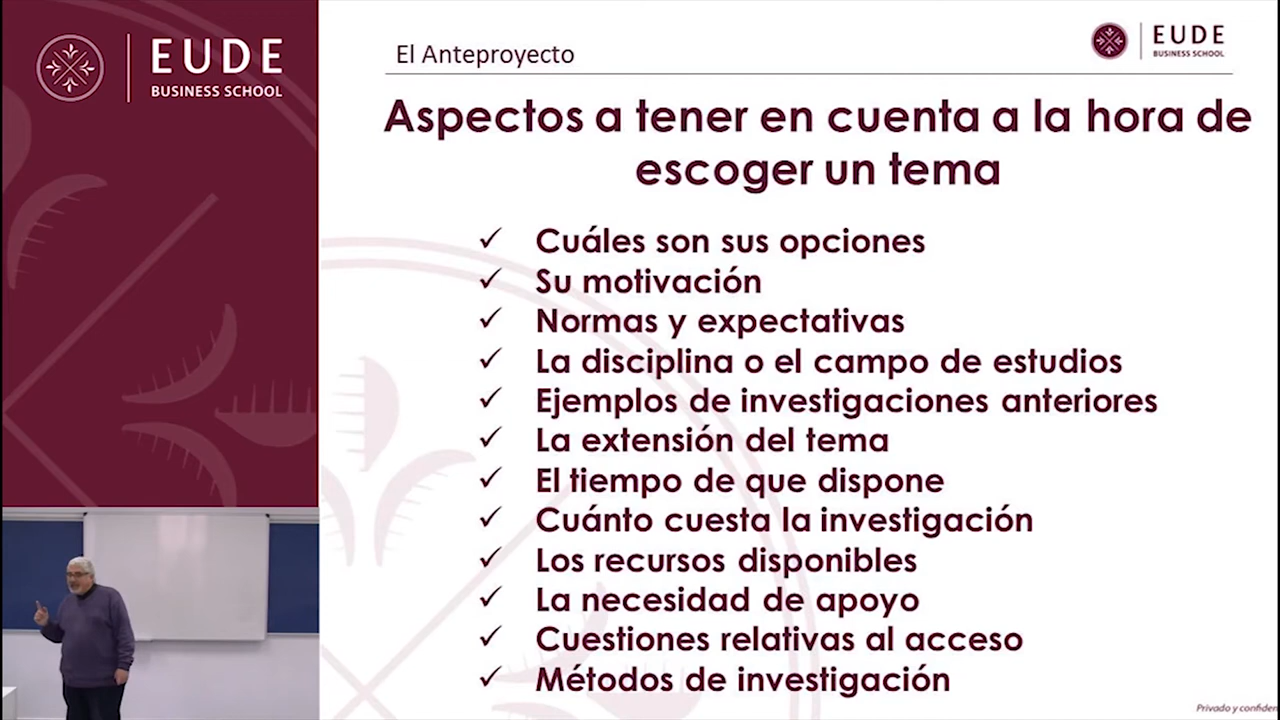 EUDE
BUSINESS SCHOOL
El Anteproyecto
EUDE
BUSINESS SCHOOL
Aspectos a tener en cuenta a la hora de
escoger un tema
✓ Cuáles son sus opciones
✓ Su motivación
✓ Normas y expectativas
✓ La disciplina o el campo de estudios
✓ Ejemplos de investigaciones anteriores
✓ La extensión del tema
✓ El tiempo de que dispone
✓ Cuánto cuesta la investigación
✓ Los recursos disponibles
✓ La necesidad de apoyo
✓ Cuestiones relativas al acceso
✓ Métodos de investigación
Privado y confiden